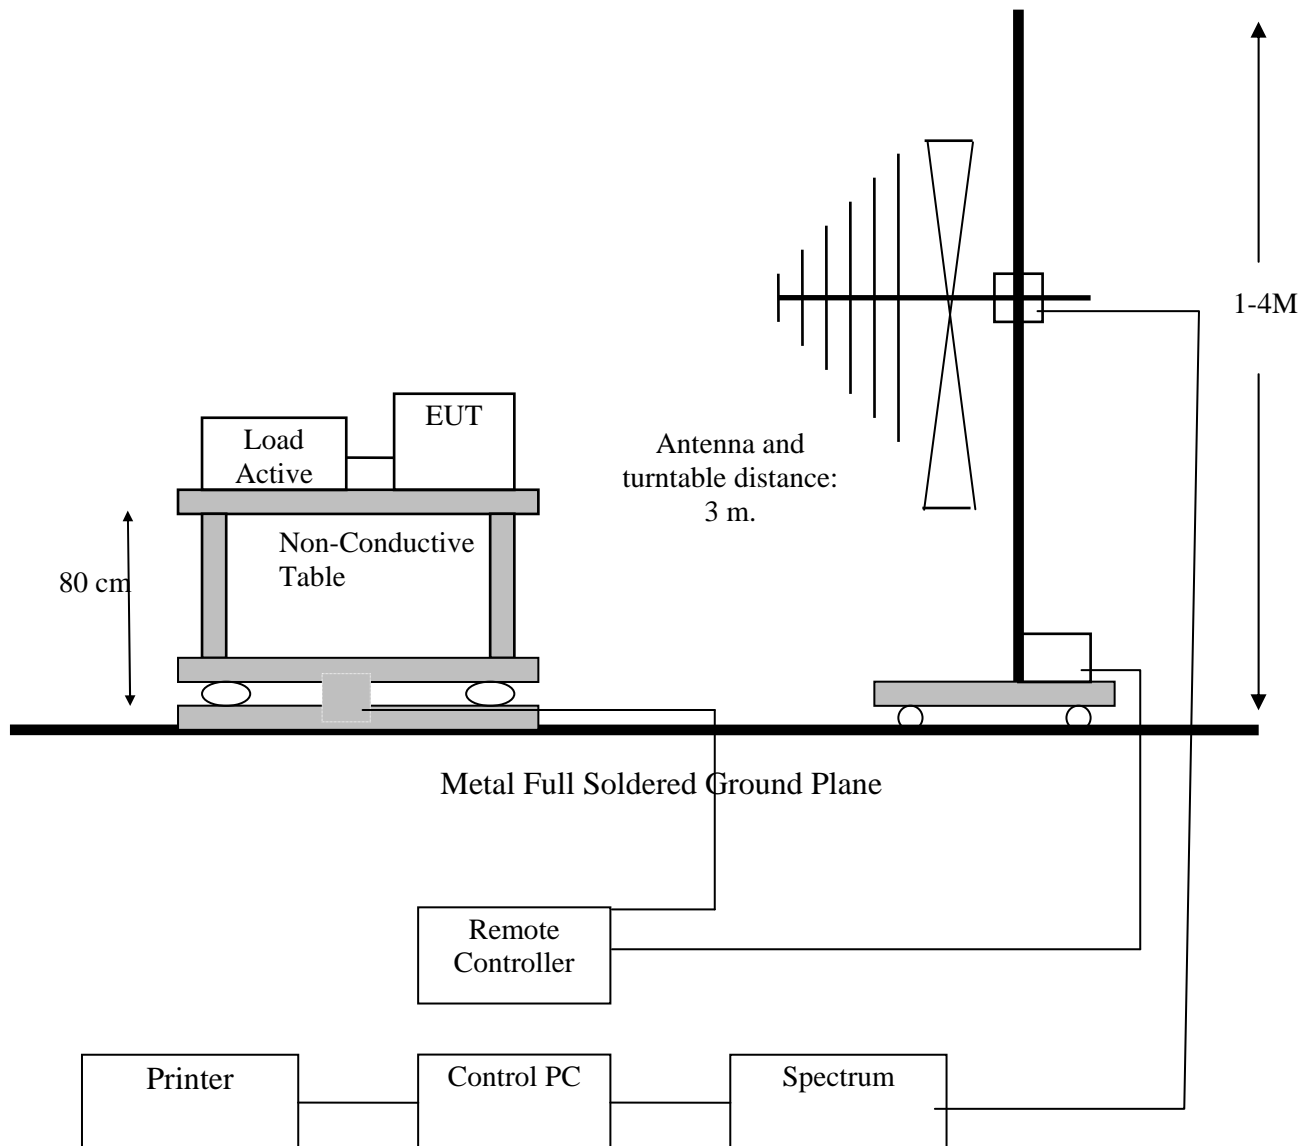 1-4M
EUT
Load
Active
Antenna and
turntable distance:
3 m.
Non-Conductive
Table
80 cm
Metal Full Soldered Ground Plane
Remote
Controller
Printer
Control PC
Spectrum